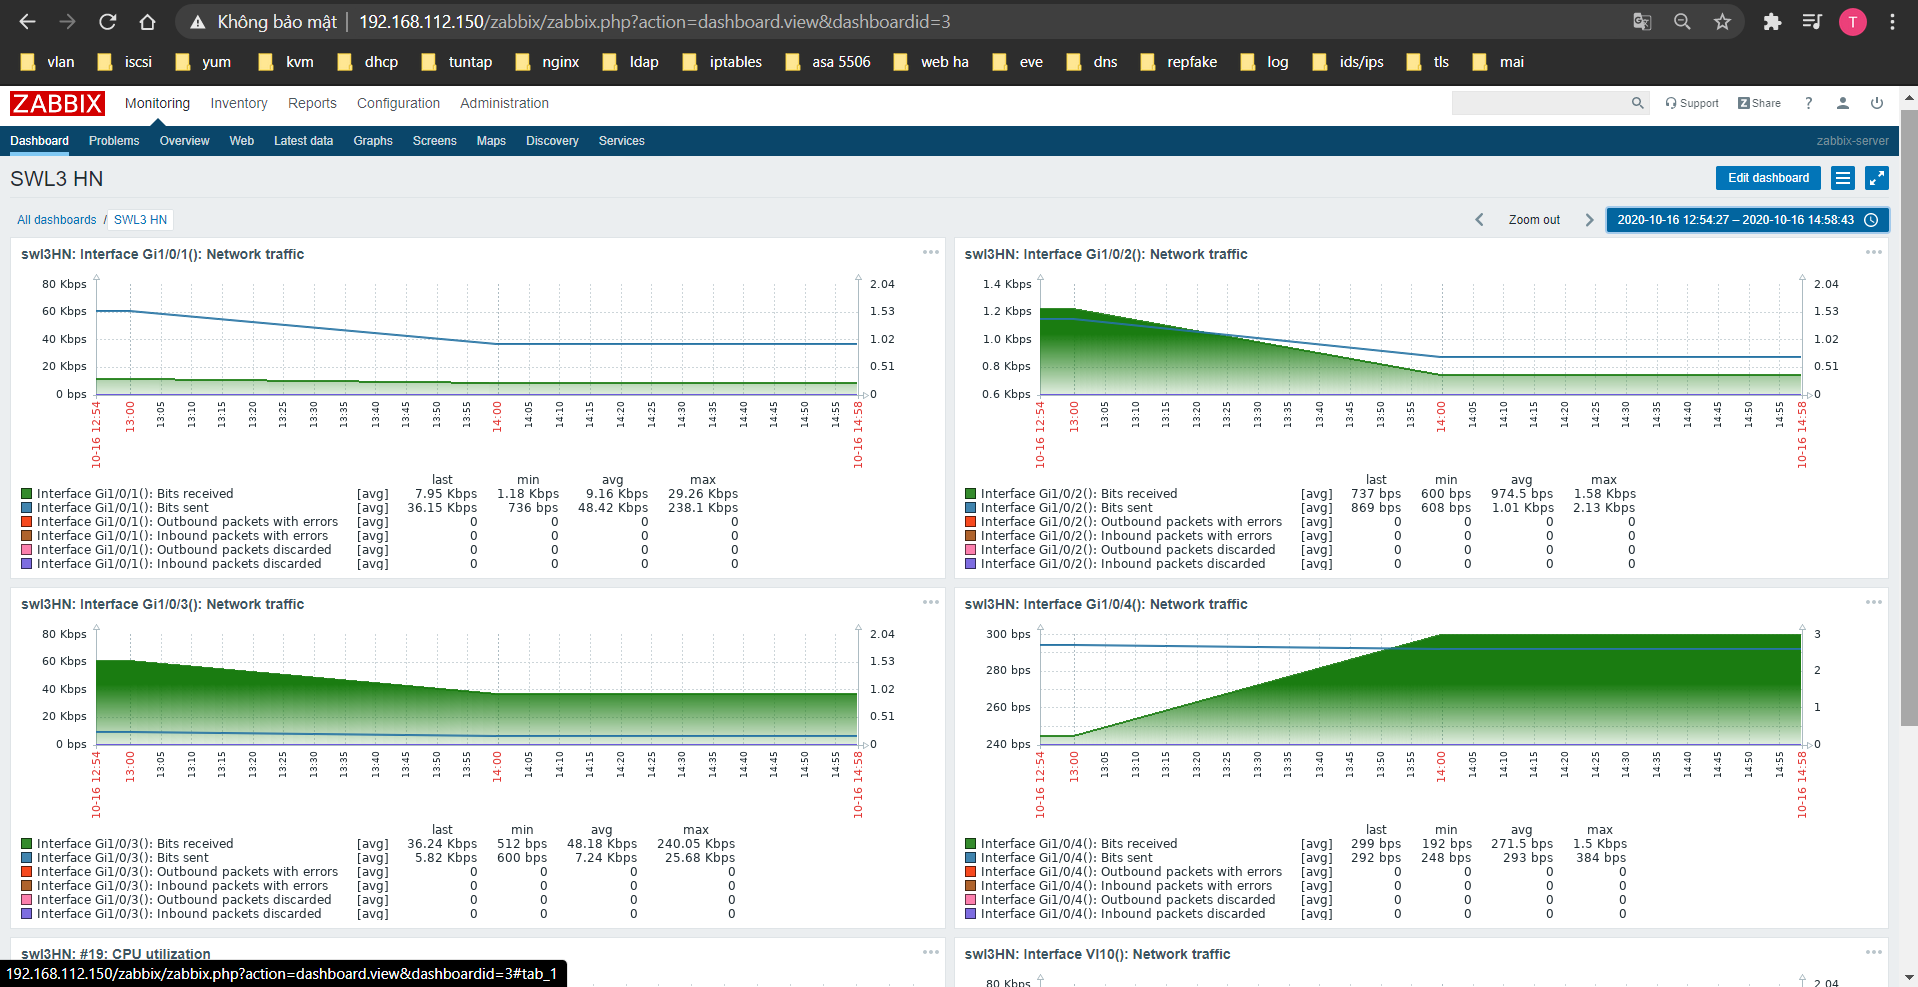 Không bảo mật | 192.168.112.150/zabbix/zabbix.php?action=dashboard.view&dashboardid=3
T
vlan iscsi yum kvm dhcp tuntap nginx ldap iptables asa 5506 web ha eve dns repfake log ids/ips tls mai
ZABBIX Monitoring Inventory Reports Configuration Administration Support Z Share ?
Dashboard Problems Overview Web Latest data Graphs Screens Maps Discovery Services zabbix-server
SWL3 HN Edit dashboard
All dashboards / SWL3 HN Zoom out 2020-10-16 12:54:27 – 2020-10-16 14:58:43
swl3HN: Interface Gi1/0/1(): Network traffic
80 Kbps 2.04
60 Kbps 1.53
40 Kbps 1.02
20 Kbps 0.51
0 bps 0
10-16 12:54 13:00 13:05 13:10 13:15 13:20 13:25 13:30 13:35 13:40 13:45 13:50 13:55 14:00 14:05 14:10 14:15 14:20 14:25 14:30 14:35 14:40 14:45 14:50 14:55 10-16 14:58
last min avg max
Interface Gi1/0/1(): Bits received [avg] 7.95 Kbps 1.18 Kbps 9.16 Kbps 29.26 Kbps
Interface Gi1/0/1(): Bits sent [avg] 36.15 Kbps 736 bps 48.42 Kbps 238.1 Kbps
Interface Gi1/0/1(): Outbound packets with errors [avg] 0 0 0 0
Interface Gi1/0/1(): Inbound packets with errors [avg] 0 0 0 0
Interface Gi1/0/1(): Outbound packets discarded [avg] 0 0 0 0
Interface Gi1/0/1(): Inbound packets discarded [avg] 0 0 0 0
swl3HN: Interface Gi1/0/2(): Network traffic
1.4 Kbps 2.04
1.2 Kbps 1.53
1.0 Kbps 1.02
0.8 Kbps 0.51
0.6 Kbps 0
10-16 12:54 13:00 13:05 13:10 13:15 13:20 13:25 13:30 13:35 13:40 13:45 13:50 13:55 14:00 14:05 14:10 14:15 14:20 14:25 14:30 14:35 14:40 14:45 14:50 14:55 10-16 14:58
last min avg max
Interface Gi1/0/2(): Bits received [avg] 737 bps 600 bps 974.5 bps 1.58 Kbps
Interface Gi1/0/2(): Bits sent [avg] 869 bps 608 bps 1.01 Kbps 2.13 Kbps
Interface Gi1/0/2(): Outbound packets with errors [avg] 0 0 0 0
Interface Gi1/0/2(): Inbound packets with errors [avg] 0 0 0 0
Interface Gi1/0/2(): Outbound packets discarded [avg] 0 0 0 0
Interface Gi1/0/2(): Inbound packets discarded [avg] 0 0 0 0
swl3HN: Interface Gi1/0/3(): Network traffic
80 Kbps 2.04
60 Kbps 1.53
40 Kbps 1.02
20 Kbps 0.51
0 bps 0
10-16 12:54 13:00 13:05 13:10 13:15 13:20 13:25 13:30 13:35 13:40 13:45 13:50 13:55 14:00 14:05 14:10 14:15 14:20 14:25 14:30 14:35 14:40 14:45 14:50 14:55 10-16 14:58
last min avg max
Interface Gi1/0/3(): Bits received [avg] 36.24 Kbps 512 bps 48.18 Kbps 240.05 Kbps
Interface Gi1/0/3(): Bits sent [avg] 5.82 Kbps 600 bps 7.24 Kbps 25.68 Kbps
Interface Gi1/0/3(): Outbound packets with errors [avg] 0 0 0 0
Interface Gi1/0/3(): Inbound packets with errors [avg] 0 0 0 0
Interface Gi1/0/3(): Outbound packets discarded [avg] 0 0 0 0
Interface Gi1/0/3(): Inbound packets discarded [avg] 0 0 0 0
swl3HN: Interface Gi1/0/4(): Network traffic
300 bps 3
280 bps 2
260 bps 1
240 bps 0
10-16 12:54 13:00 13:05 13:10 13:15 13:20 13:25 13:30 13:35 13:40 13:45 13:50 13:55 14:00 14:05 14:10 14:15 14:20 14:25 14:30 14:35 14:40 14:45 14:50 14:55 10-16 14:58
last min avg max
Interface Gi1/0/4(): Bits received [avg] 299 bps 192 bps 271.5 bps 1.5 Kbps
Interface Gi1/0/4(): Bits sent [avg] 292 bps 248 bps 293 bps 384 bps
Interface Gi1/0/4(): Outbound packets with errors [avg] 0 0 0 0
Interface Gi1/0/4(): Inbound packets with errors [avg] 0 0 0 0
Interface Gi1/0/4(): Outbound packets discarded [avg] 0 0 0 0
Interface Gi1/0/4(): Inbound packets discarded [avg] 0 0 0 0
swl3HN: #19: CPU utilization
swl3HN: Interface Vl10(): Network traffic
80 Kbps 2.04
192.168.112.150/zabbix/zabbix.php?action=dashboard.view&dashboardid=3#tab_1